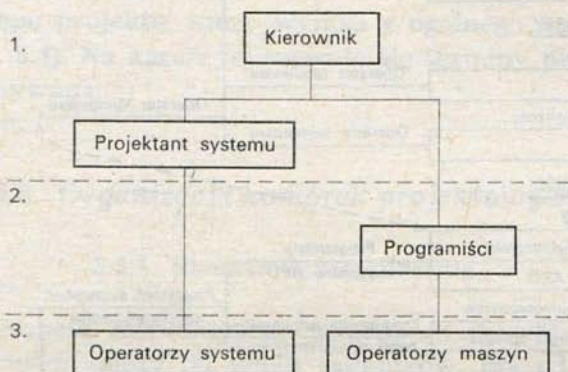 1.
Kierownik
Projektant systemu
2.
Programiści
3.
Operatorzy systemu
Operatorzy maszyn